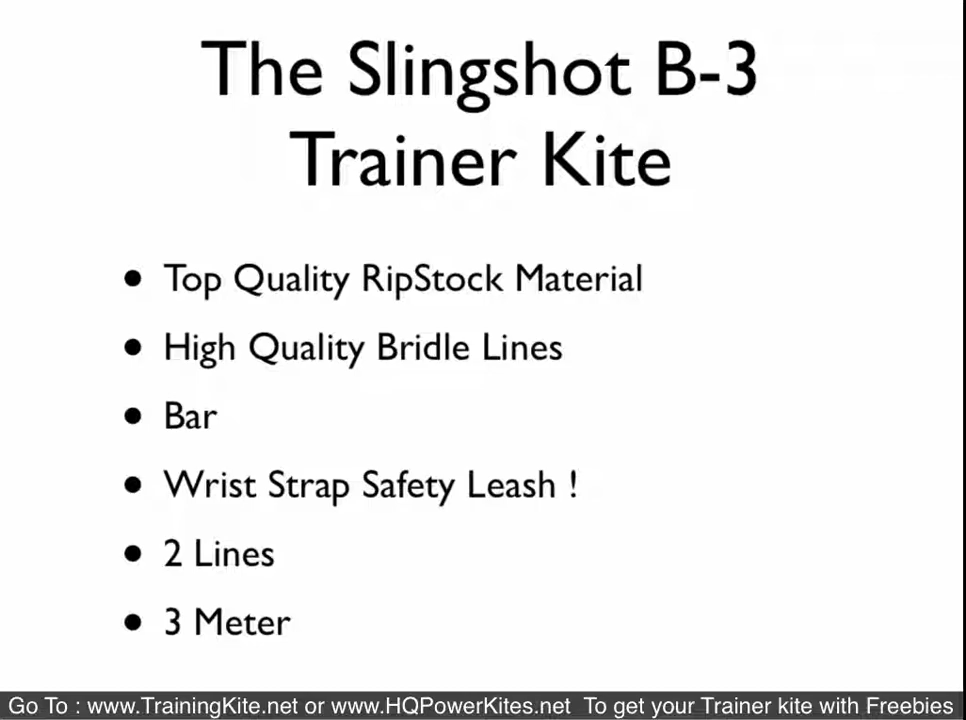 The Slingshot B-3
Trainer Kite
• Top Quality RipStock Material
• High Quality Bridle Lines
• Bar
• Wrist Strap Safety Leash !
• 2 Lines
• 3 Meter
Go To : www.TrainingKite.net or www.HQPowerKites.net To get your Trainer kite with Freebies